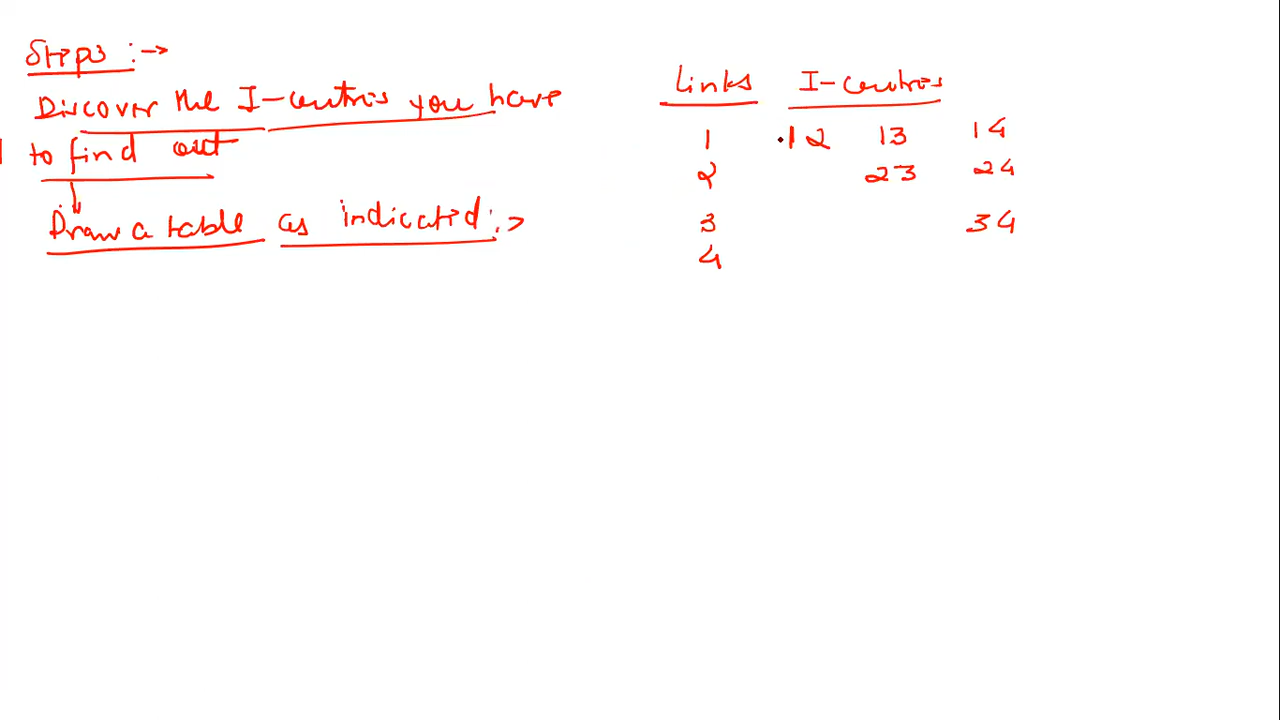 Steps :→
Discover the I-centres you have
to find out
Draw a table as indicated :>
Links I-centres
1 12 13 14
2 23 24
3 34
4